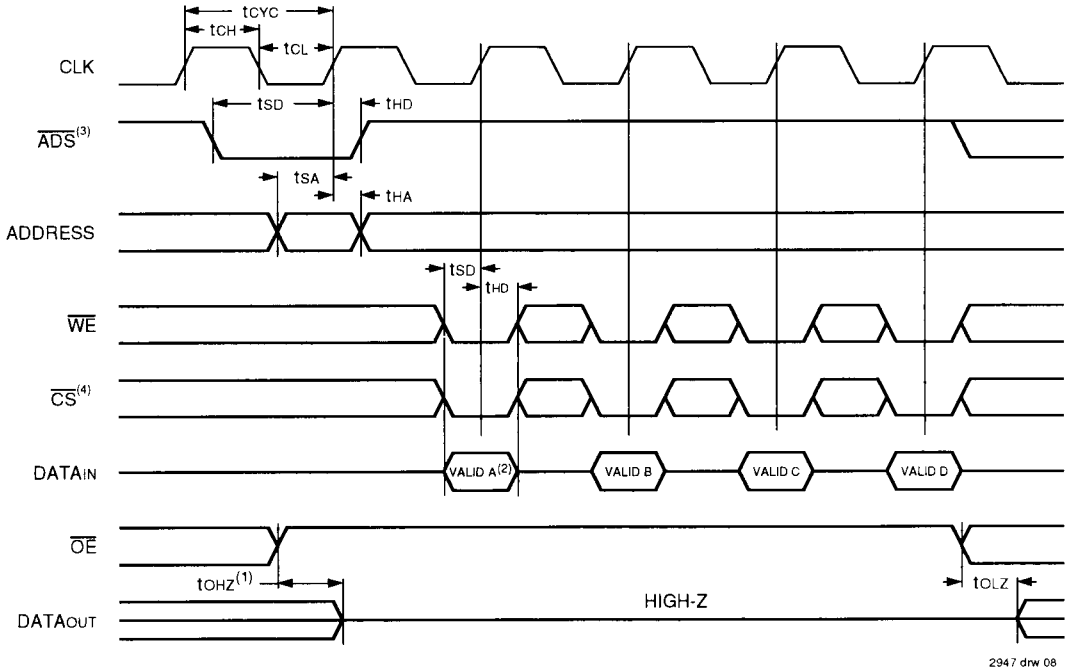 tCYC
tCH
tCL
CLK
tSD
tHD
ADS(3)
tSA
tHA
ADDRESS
tSD
tHD
WE
CS(4)
DATAIN
VALID A(2)
VALID B
VALID C
VALID D
OE
tOHZ(1)
tOLZ
HIGH-Z
DATAOUT
2947 drw 08